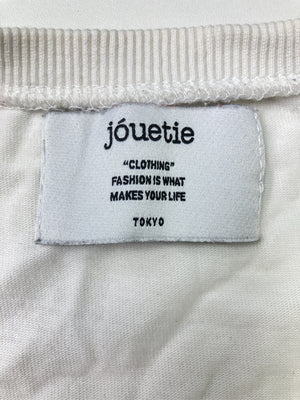 jóuetie
“CLOTHING”
FASHION IS WHAT
MAKES YOUR LIFE
TOKYO